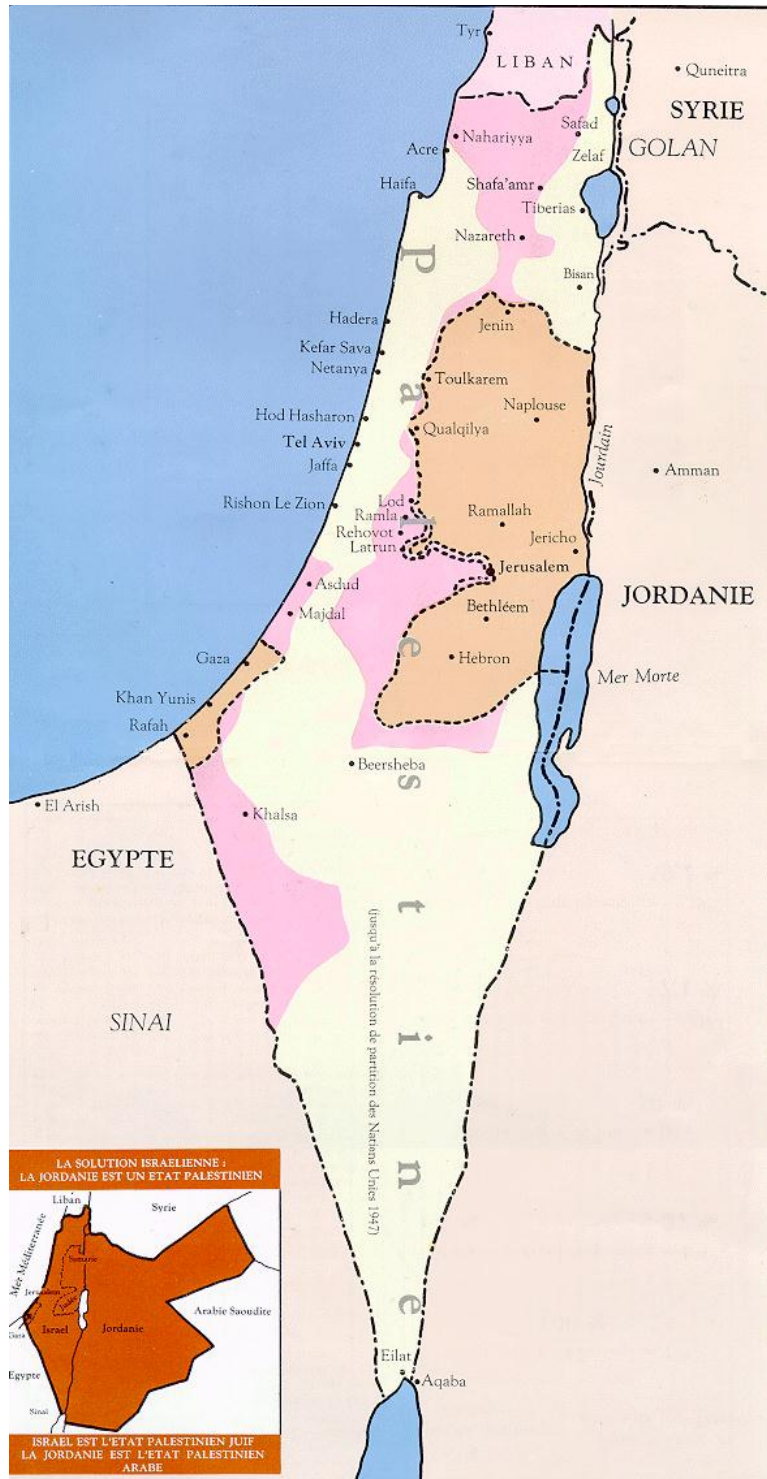 Tyr
LIBAN
Quneitra
SYRIE
GOLAN
Safad
Nahariyya
Zelaf
Acre
Haifa
Shafa'amr
Tiberias
Nazareth
Bisan
Palestine
Hadera
Jenin
Kefar Sava
Netanya
Toulkarem
Hod Hasharon
Naplouse
Qualqilya
Tel Aviv
Jaffa
Jourdain
Amman
Rishon Le Zion
Lod
Ramla
Ramallah
Rehovot
Latrun
Jericho
Jerusalem
Asdud
JORDANIE
Majdal
Bethléem
Gaza
Hebron
Mer Morte
Khan Yunis
Rafah
Beersheba
El Arish
Khalsa
EGYPTE
(jusqu'à la résolution de partition des Natians Unies 1947)
SINAI
Eilat
Aqaba
LA SOLUTION ISRAELIENNE :
LA JORDANIE EST UN ETAT PALESTINIEN
Liban
Syrie
Mer Méditerranée
Samarie
Jerusalem
Judée
Arabie Saoudite
Gaza
Israel
Jordanie
Egypte
Sinaï
ISRAEL EST L'ETAT PALESTINIEN JUIF
LA JORDANIE EST L'ETAT PALESTINIEN
ARABE